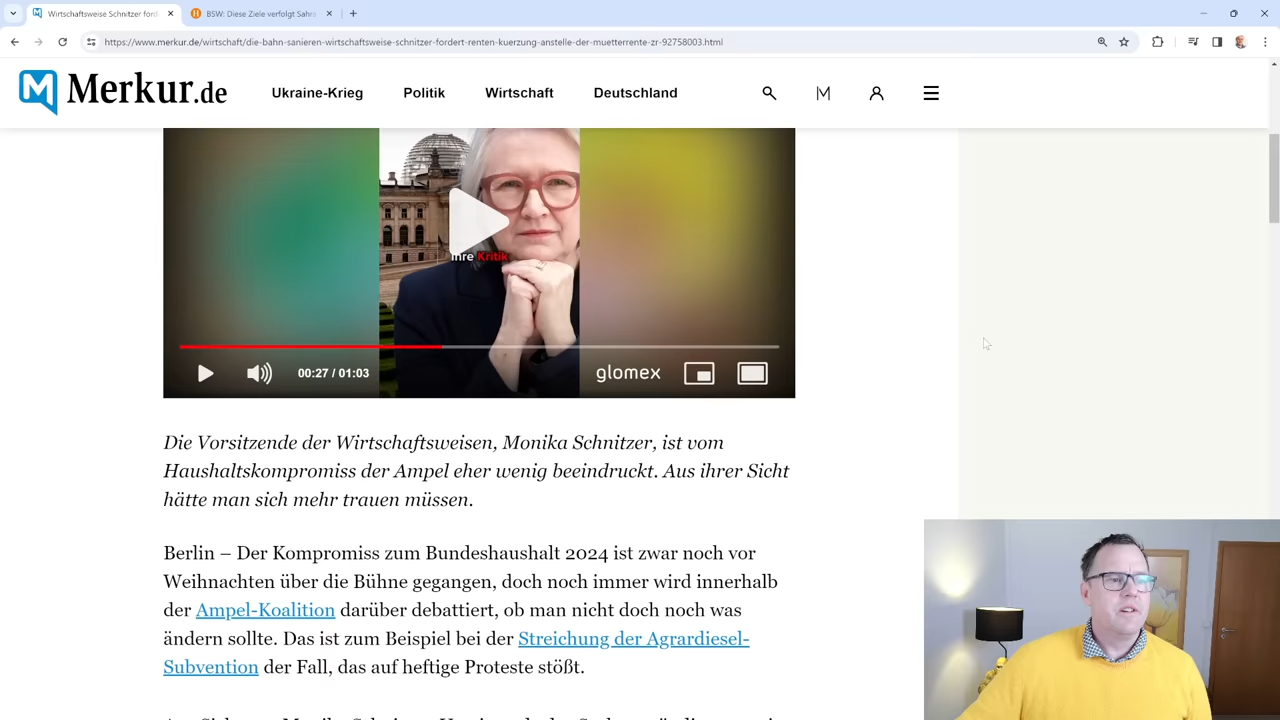 Wirtschaftsweise Schnitzer ford
BSW: Diese Ziele verfolgt Sahra
https://www.merkur.de/wirtschaft/die-bahn-sanieren-wirtschaftsweise-schnitzer-fordert-renten-kuerzung-anstelle-der-muetterrente-zr-92758003.html
Merkur.de
Ukraine-Krieg Politik Wirtschaft Deutschland
Ihre Kritik
00:27 / 01:03 glomex
Die Vorsitzende der Wirtschaftsweisen, Monika Schnitzer, ist vom
Haushaltskompromiss der Ampel eher wenig beeindruckt. Aus ihrer Sicht
hätte man sich mehr trauen müssen.
Berlin – Der Kompromiss zum Bundeshaushalt 2024 ist zwar noch vor
Weihnachten über die Bühne gegangen, doch noch immer wird innerhalb
der Ampel-Koalition darüber debattiert, ob man nicht doch noch was
ändern sollte. Das ist zum Beispiel bei der Streichung der Agrardiesel-
Subvention der Fall, das auf heftige Proteste stößt.